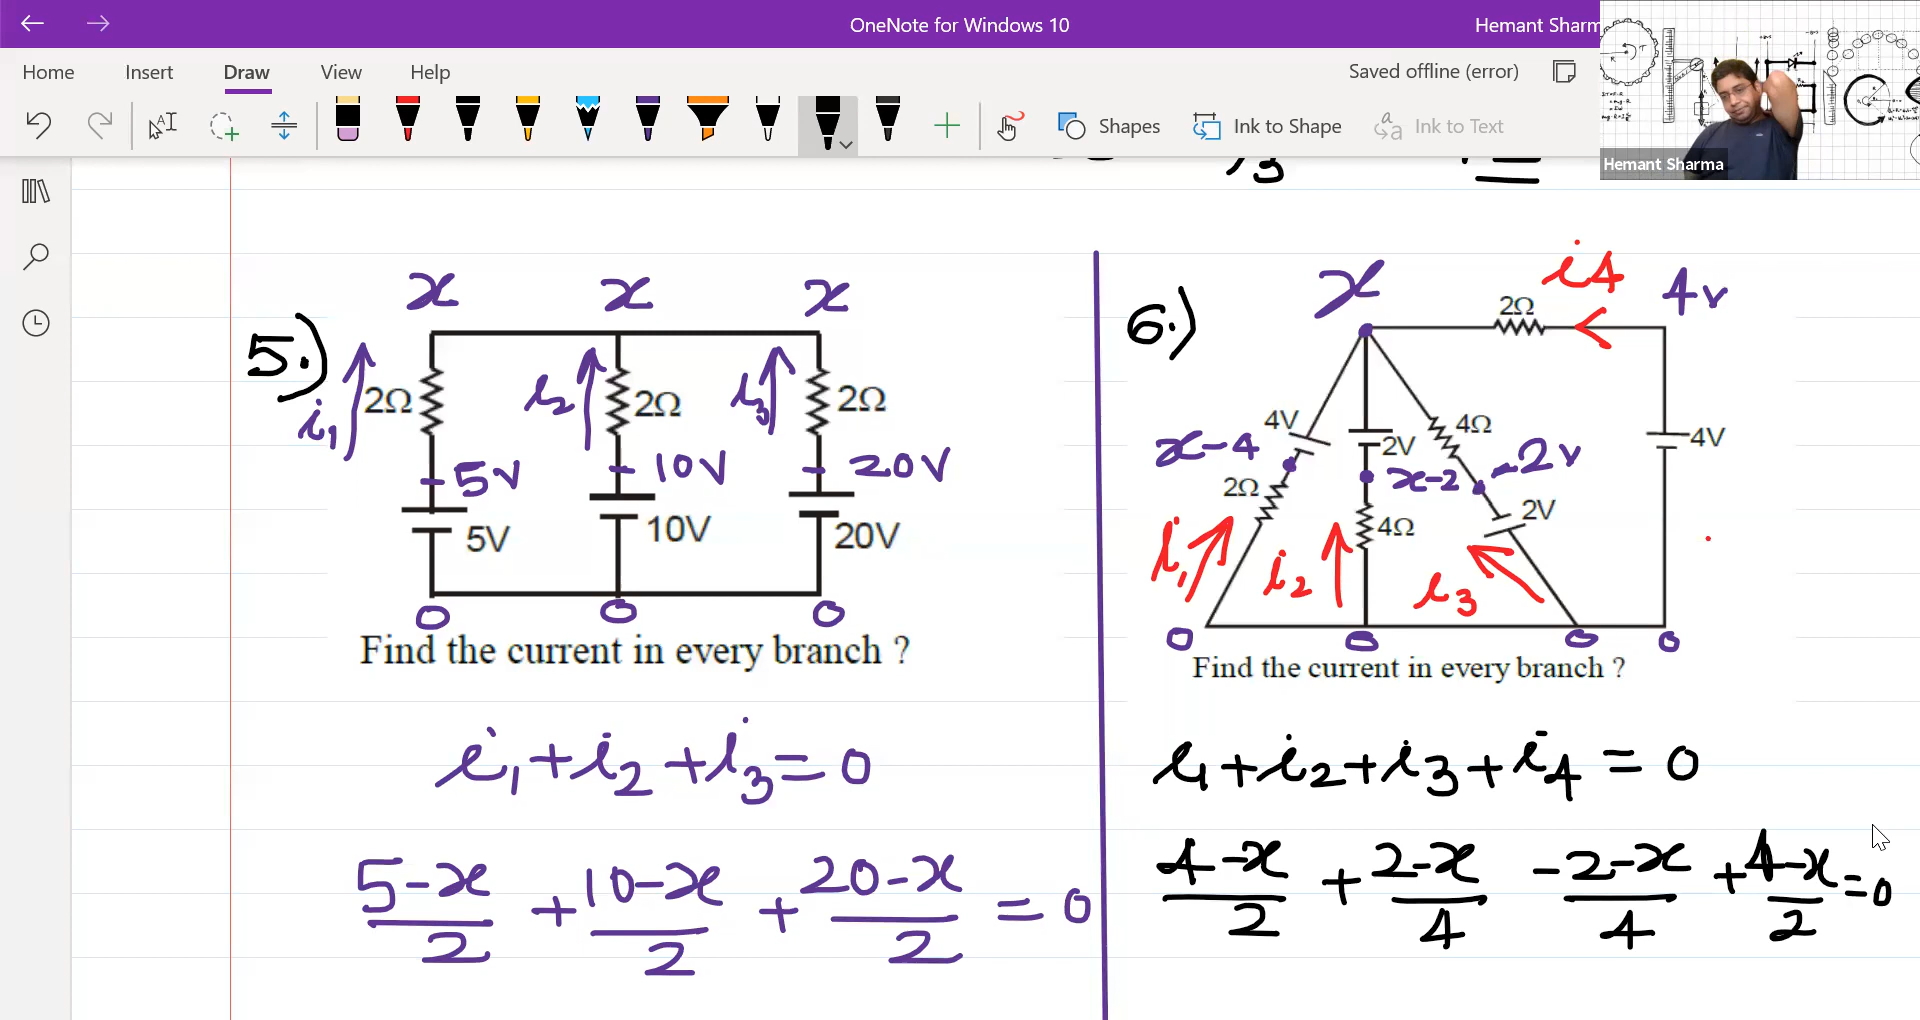 OneNote for Windows 10
Hemant Sharm
Home Insert Draw View Help
Saved offline (error)
Shapes
Ink to Shape
Ink to Text
Hemant Sharma
5.)
x x x
i1 2Ω i2 2Ω i3 2Ω
5V 10V 20V
5V 10V 20V
0 0 0
Find the current in every branch ?
i1 + i2 + i3 = 0
5-x/2 + 10-x/2 + 20-x/2 = 0
6.)
x 2Ω i4 4v
4V 2V 4Ω 4V
x-4 x-2 -2v
2Ω 4Ω 2V
i1 i2 i3
0 0 0 0
Find the current in every branch ?
i1 + i2 + i3 + i4 = 0
4-x/2 + 2-x/4 -2-x/4 + 4-x/2 = 0